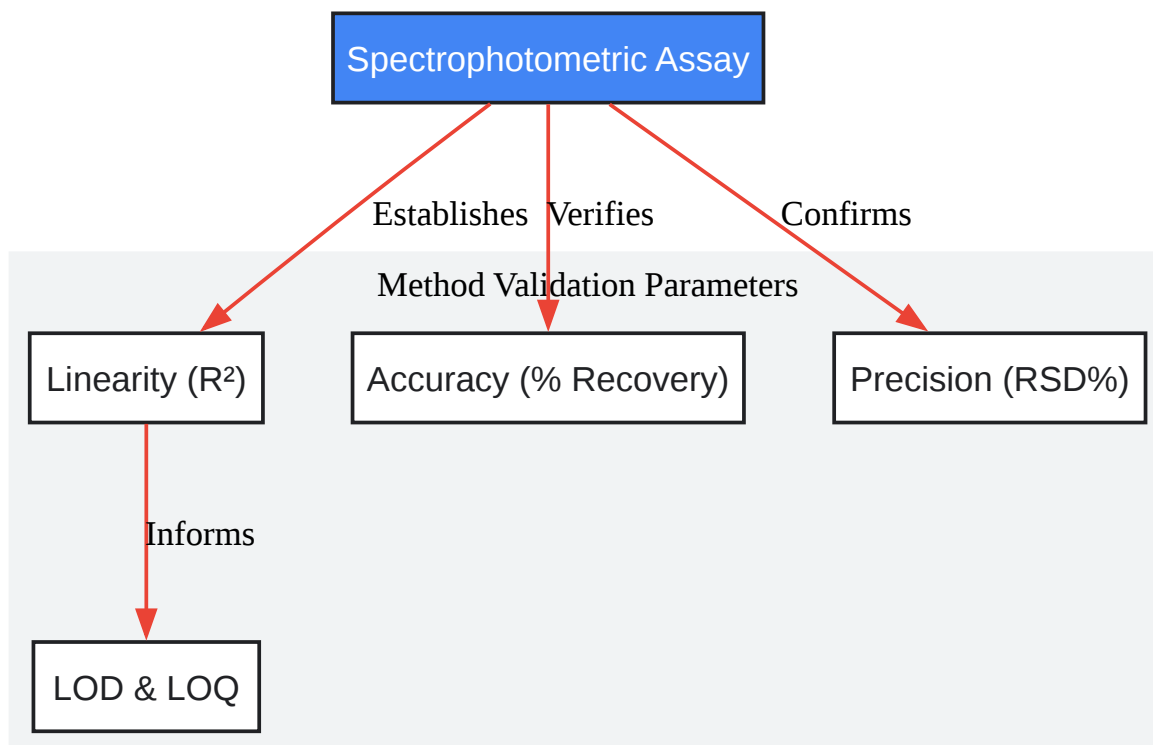 Spectrophotometric Assay
Establishes
Verifies
Confirms
Method Validation Parameters
Linearity (R²)
Accuracy (% Recovery)
Precision (RSD%)
Informs
LOD & LOQ